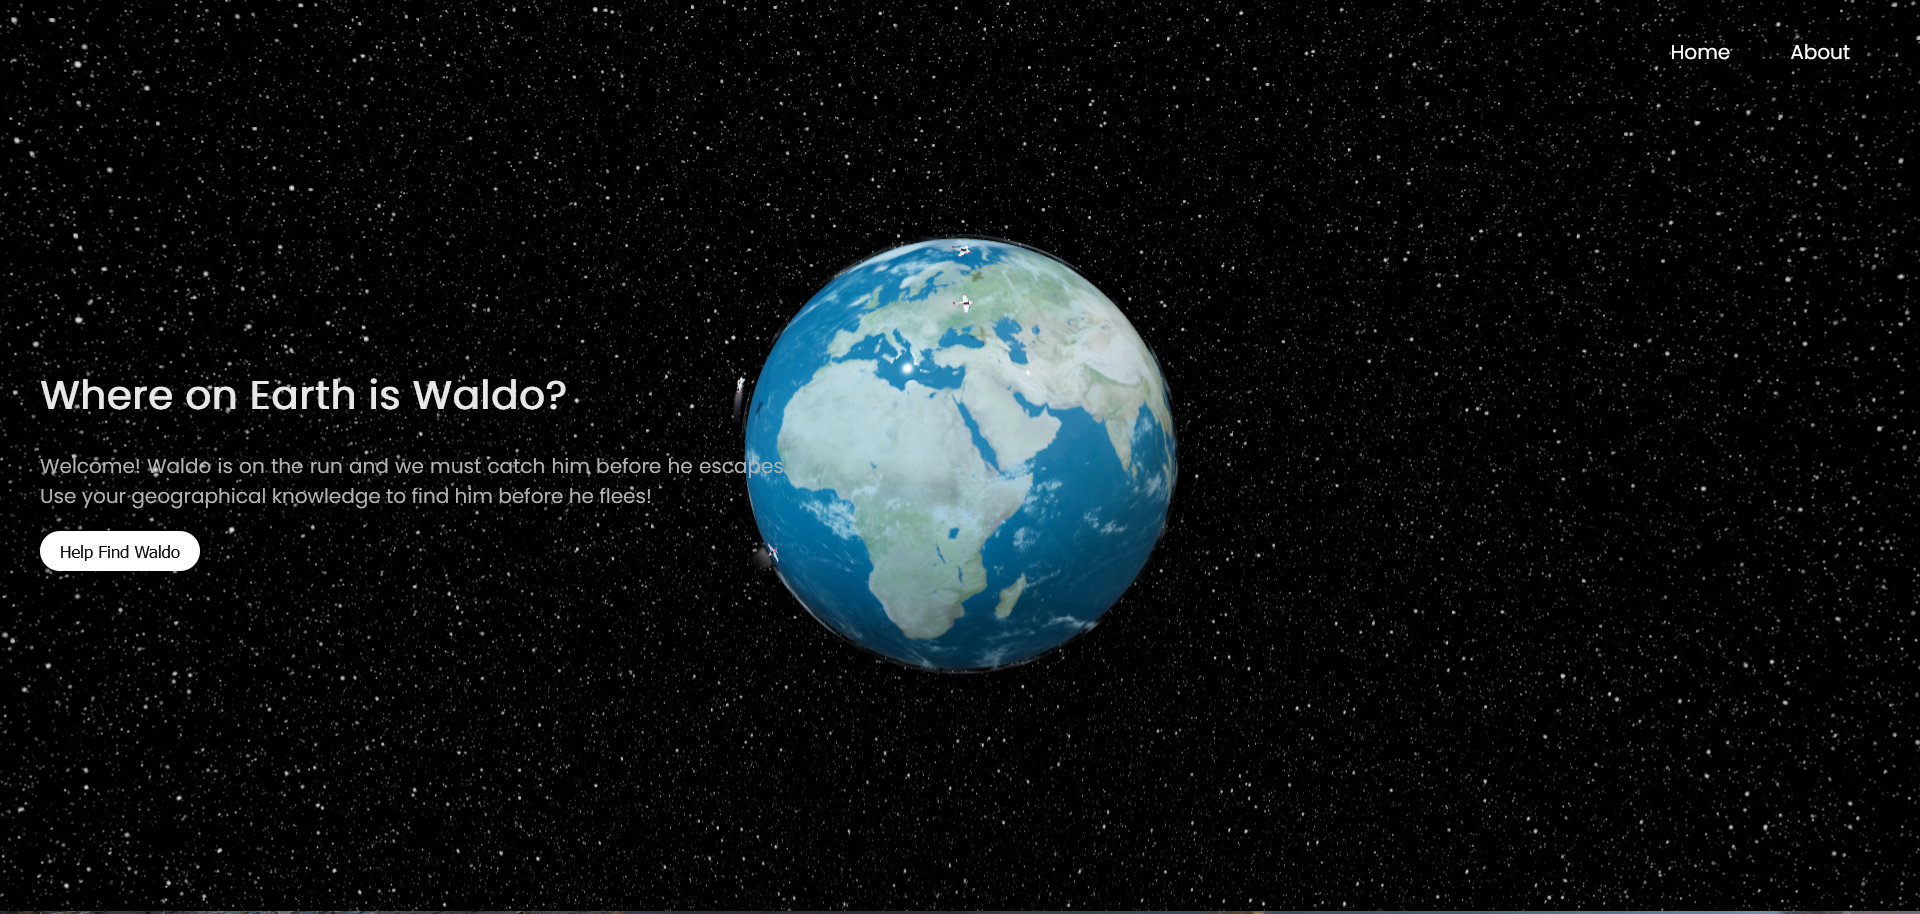 Home About
Where on Earth is Waldo?
Welcome! Waldo is on the run and we must catch him before he escapes.
Use your geographical knowledge to find him before he flees!
Help Find Waldo